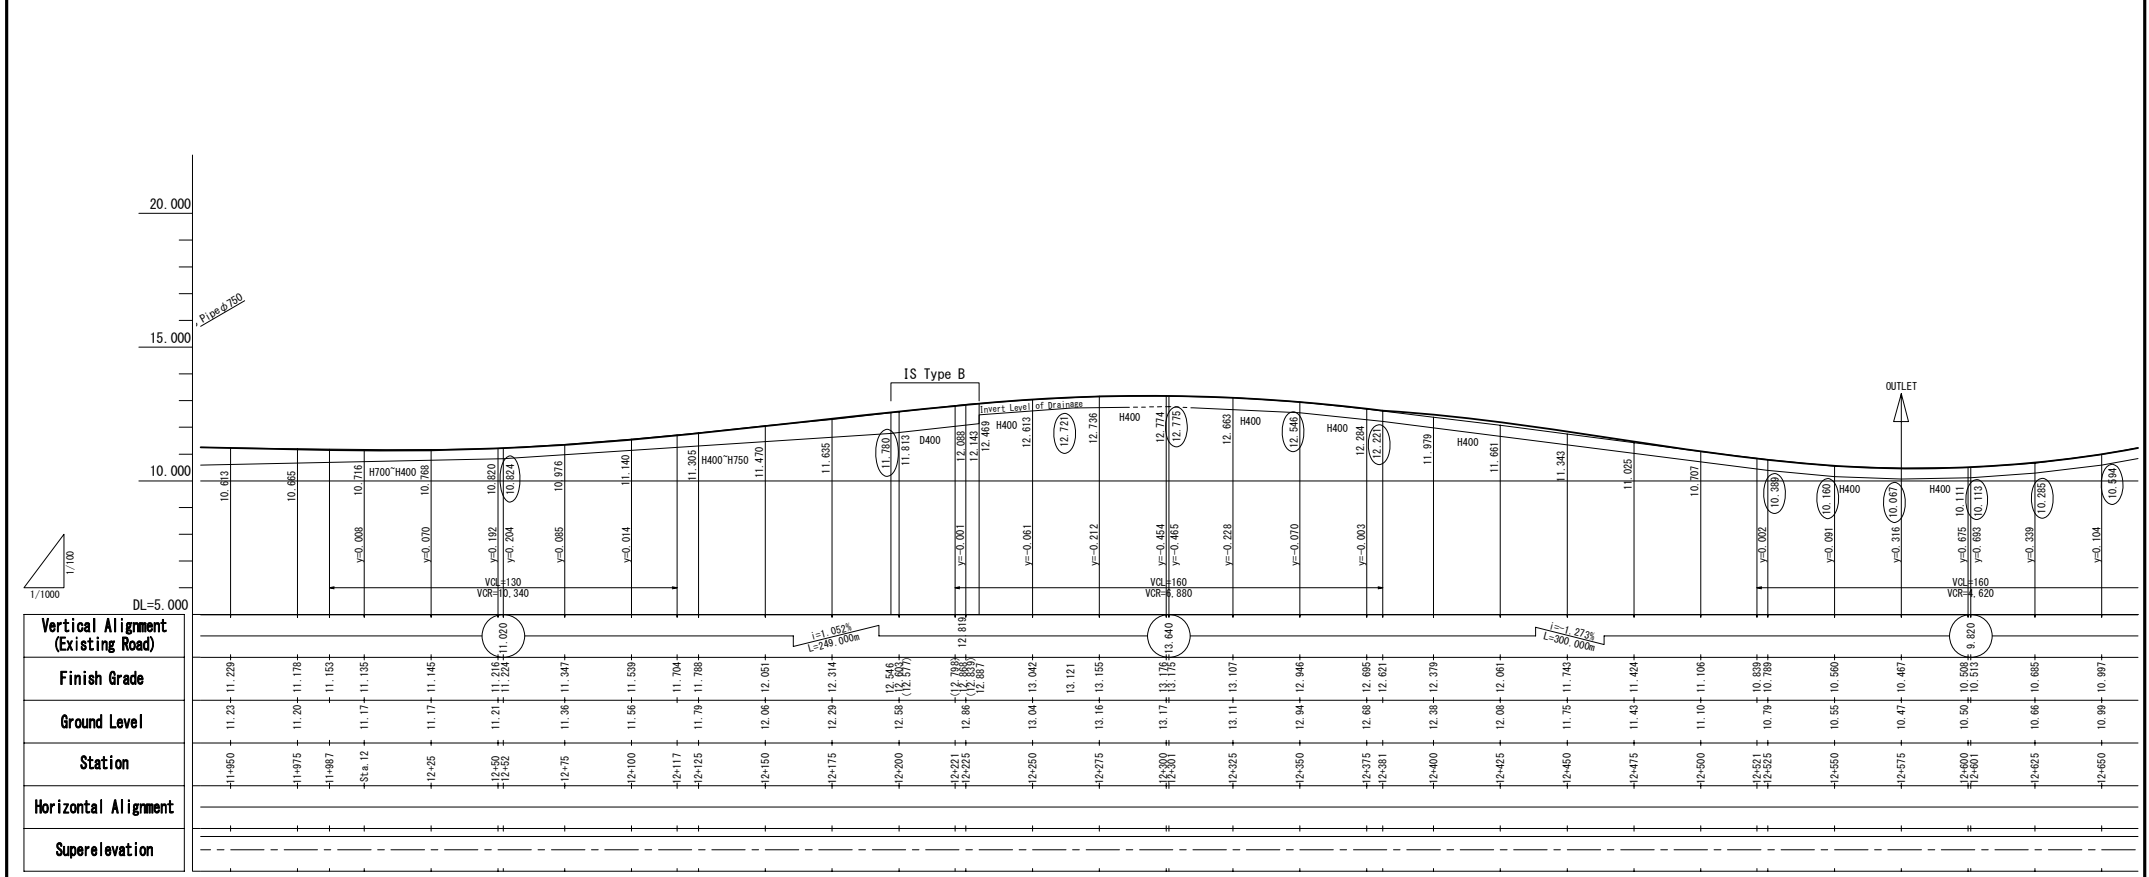 20.000
15.000
10.000
DL=5.000
Pipeφ750
1/100
1/1000
IS Type B
OUTLET
Invert Level of Drainage
H700~H400
H400~H750
D400
H400
H400
H400
H400
H400
H400
H400
H400
10.613
10.665
10.716
10.768
10.820
10.824
10.976
11.140
11.305
11.470
11.635
11.780
11.813
12.088
12.143
12.469
12.613
12.721
12.736
12.774
12.775
12.663
12.546
12.284
12.221
11.979
11.661
11.343
11.025
10.707
10.389
10.160
10.067
10.111
10.113
10.285
10.594
y=0.008
y=0.070
y=0.192
y=0.204
y=0.085
y=0.014
y=-0.001
y=-0.061
y=-0.212
y=-0.454
y=-0.465
y=-0.228
y=-0.070
y=-0.003
y=0.002
y=0.091
y=0.316
y=0.675
y=0.693
y=0.339
y=0.104
VCL=130
VCR=10,340
VCL=160
VCR=6,880
VCL=160
VCR=4,620
Vertical Alignment
(Existing Road)
11.020
i=1.052%
L=249.000m
12.819
13.640
i=-1.273%
L=300.000m
9.820
Finish Grade
11.229
11.178
11.153
11.135
11.145
11.216
11.224
11.347
11.539
11.704
11.788
12.051
12.314
12.546
12.603
(12.577)
(12.798)
12.868
(12.839)
12.887
13.042
13.121
13.155
13.176
13.175
13.107
12.946
12.695
12.621
12.379
12.061
11.743
11.424
11.106
10.839
10.789
10.560
10.467
10.508
10.513
10.685
10.997
Ground Level
11.23
11.20
11.17
11.17
11.21
11.36
11.56
11.79
12.06
12.29
12.58
12.86
13.04
13.16
13.17
13.11
12.94
12.68
12.38
12.08
11.75
11.43
11.10
10.79
10.55
10.47
10.50
10.66
10.99
Station
11+950
11+975
11+987
Sta.12
12+25
12+50
12+52
12+75
12+100
12+117
12+125
12+150
12+175
12+200
12+221
12+225
12+250
12+275
12+300
12+301
12+325
12+350
12+375
12+381
12+400
12+425
12+450
12+475
12+500
12+521
12+525
12+550
12+575
12+600
12+601
12+625
12+650
Horizontal Alignment
Superelevation